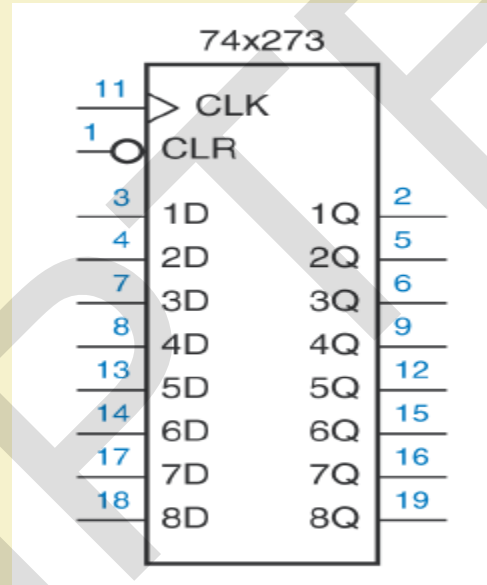 74x273
11 CLK
1 CLR
3 1D 1Q 2
4 2D 2Q 5
7 3D 3Q 6
8 4D 4Q 9
13 5D 5Q 12
14 6D 6Q 15
17 7D 7Q 16
18 8D 8Q 19